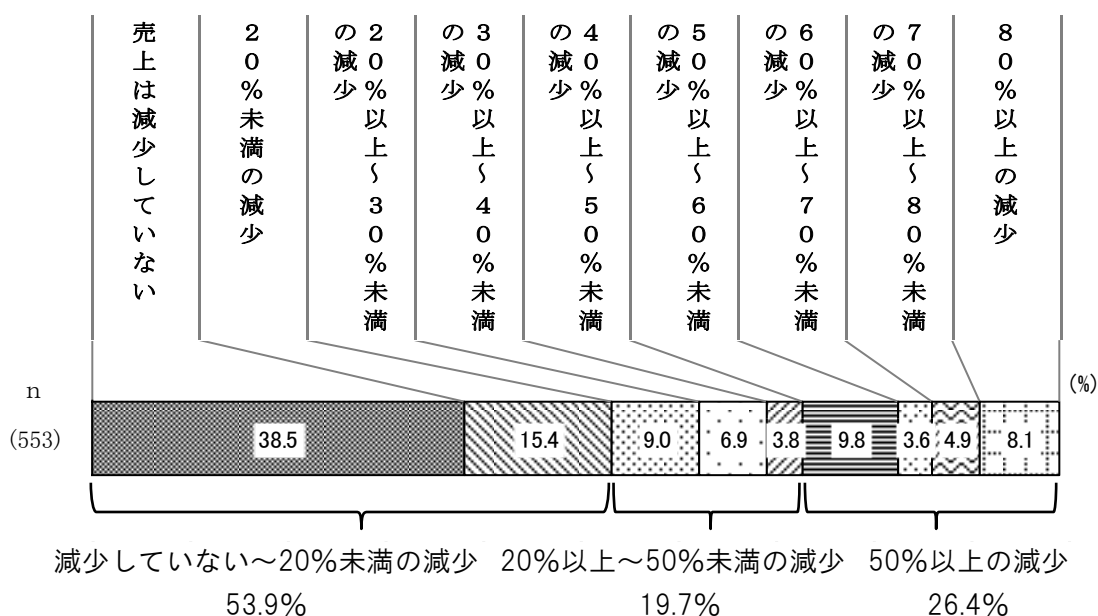 売上は減少していない
20%未満の減少
20%以上～30%未満
の減少
30%以上～40%未満
の減少
40%以上～50%未満
の減少
50%以上～60%未満
の減少
60%以上～70%未満
の減少
70%以上～80%未満
の減少
80%以上の減少
(%)
n
(553)
38.5
15.4
9.0
6.9
3.8
9.8
3.6
4.9
8.1
減少していない～20%未満の減少
53.9%
20%以上～50%未満の減少
19.7%
50%以上の減少
26.4%